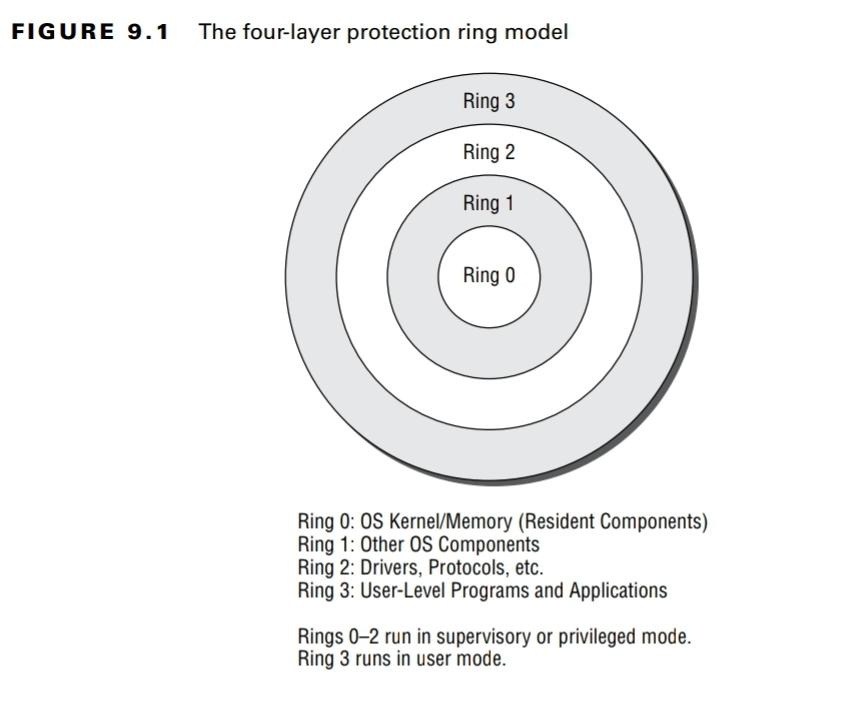 FIGURE 9.1 The four-layer protection ring model
Ring 3
Ring 2
Ring 1
Ring 0
Ring 0: OS Kernel/Memory (Resident Components)
Ring 1: Other OS Components
Ring 2: Drivers, Protocols, etc.
Ring 3: User-Level Programs and Applications
Rings 0–2 run in supervisory or privileged mode.
Ring 3 runs in user mode.